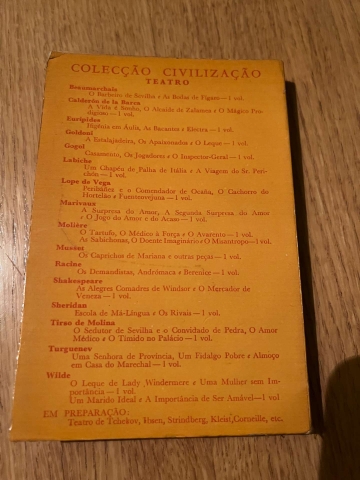 COLECÇÃO CIVILIZAÇÃO
TEATRO
Beaumarchais
O Barbeiro de Sevilha e As Bodas de Figaro — 1 vol.
Calderón de la Barca
A Vida é Sonho, O Alcaide de Zalamea e O Mágico Pro-
digioso — 1 vol.
Eurípides
Ifigénia em Áulis, As Bacantes e Electra — 1 vol.
Goldoni
A Estalajadeira, Os Apaixonados e O Leque — 1 vol.
Gogol
Casamento, Os Jogadores e O Inspector-Geral — 1 vol.
Labiche
Um Chapéu de Palha de Itália e A Viagem do Sr. Peri-
chon — 1 vol.
Lope de Vega
Peribáñez e o Comendador de Ocaña, O Cachorro do
Hortelão e Fuenteovejuna — 1 vol.
Marivaux
A Surpresa do Amor, A Segunda Surpresa do Amor
e O Jogo do Amor e do Acaso — 1 vol.
Molière
O Tartufo, O Médico à Força e O Avarento — 1 vol.
As Sabichonas, O Doente Imaginário e O Misantropo — 1 vol.
Musset
Os Caprichos de Mariana e outras peças — 1 vol.
Racine
Os Demandistas, Andrómaca e Berenice — 1 vol.
Shakespeare
As Alegres Comadres de Windsor e O Mercador de
Veneza — 1 vol.
Sheridan
Escola de Má-Língua e Os Rivais — 1 vol.
Tirso de Molina
O Sedutor de Sevilha e o Convidado de Pedra, O Amor
Médico e O Tímido no Palácio — 1 vol.
Turguenev
Uma Senhora de Província, Um Fidalgo Pobre e Almoço
em Casa do Marechal — 1 vol.
Wilde
O Leque de Lady Windermere e Uma Mulher sem Im-
portância — 1 vol.
Um Marido Ideal e A Importância de Ser Amável — 1 vol.
EM PREPARAÇÃO:
Teatro de Tchekov, Ibsen, Strindberg, Kleist, Corneille, etc.